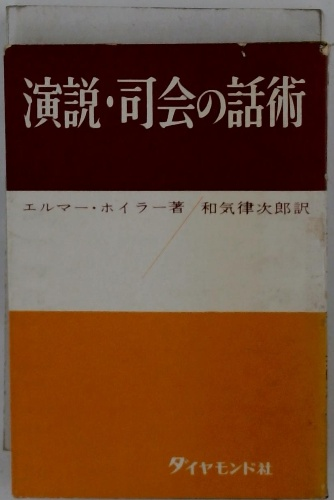 演説・司会の話術
エルマー・ホイラー著／和気律次郎訳
ダイヤモンド社